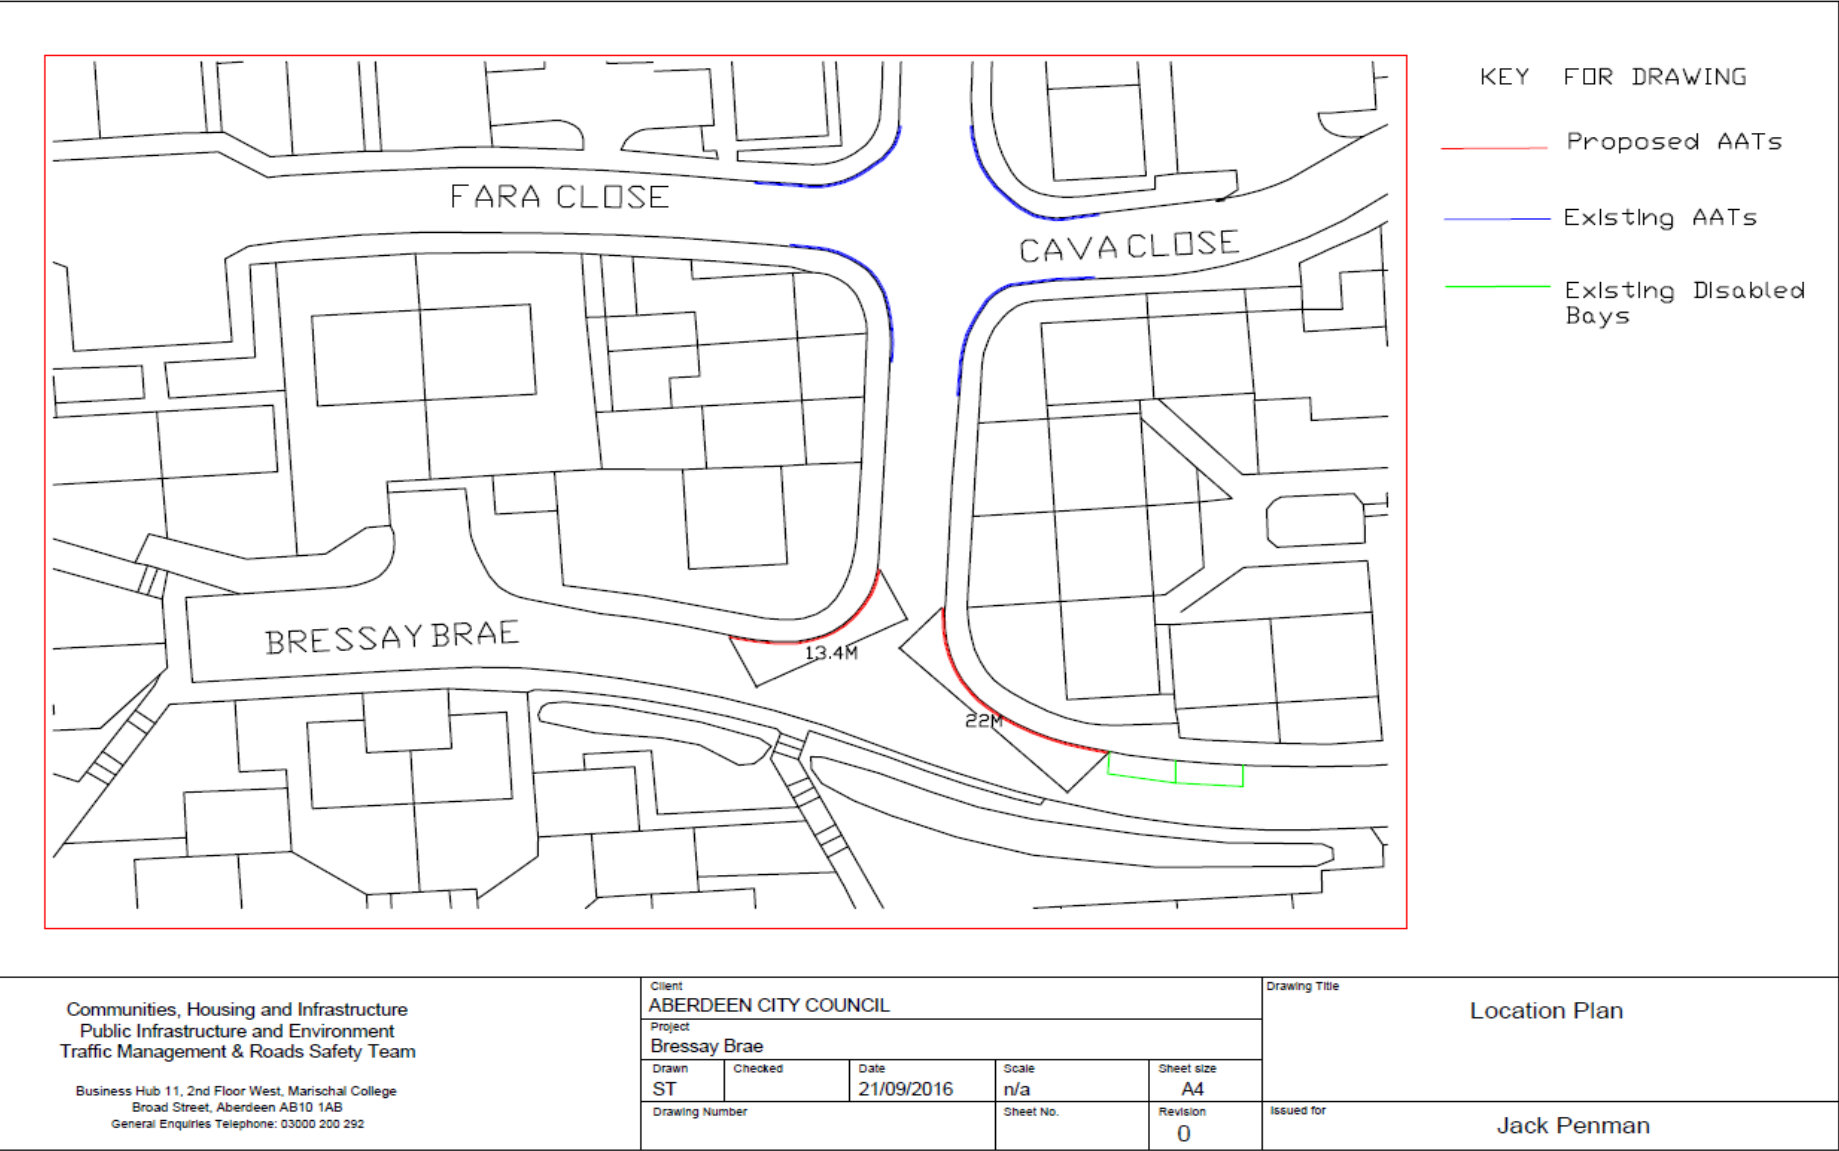 KEY FOR DRAWING
Proposed AATs
FARA CLOSE
Existing AATs
CAVA CLOSE
Existing Disabled
Bays
BRESSAY BRAE
13.4M
22M
Communities, Housing and Infrastructure
Public Infrastructure and Environment
Traffic Management & Roads Safety Team
Business Hub 11, 2nd Floor West, Marischal College
Broad Street, Aberdeen AB10 1AB
General Enquiries Telephone: 03000 200 292
Client
ABERDEEN CITY COUNCIL
Project
Bressay Brae
Drawn
ST
Checked
Date
21/09/2016
Scale
n/a
Sheet size
A4
Drawing Number
Sheet No.
Revision
0
Drawing Title
Location Plan
Issued for
Jack Penman